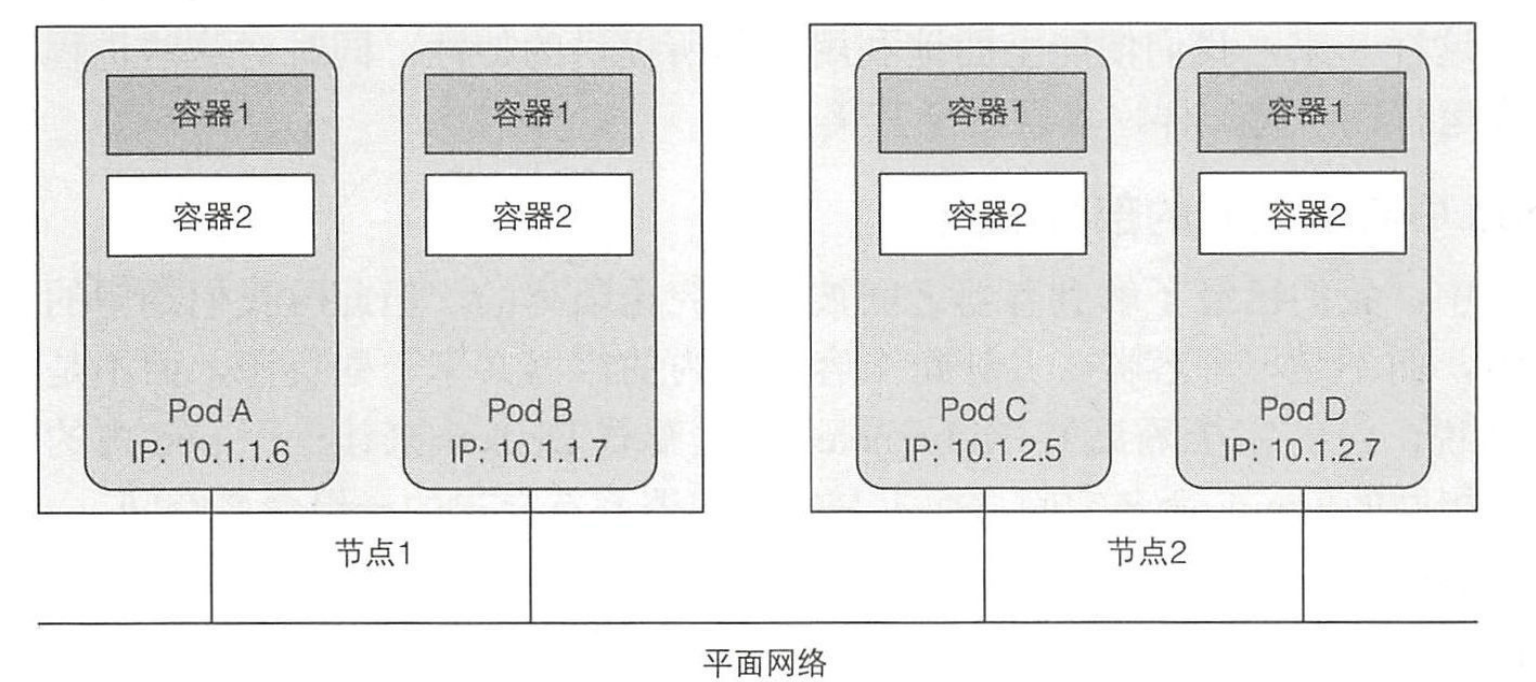 容器1
容器2
Pod A
IP: 10.1.1.6
容器1
容器2
Pod B
IP: 10.1.1.7
节点1
容器1
容器2
Pod C
IP: 10.1.2.5
容器1
容器2
Pod D
IP: 10.1.2.7
节点2
平面网络